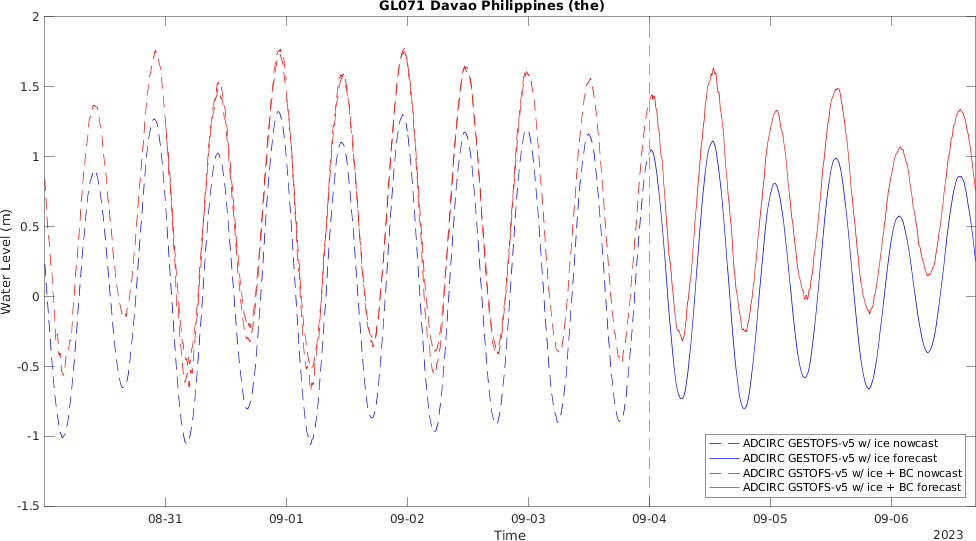 GL071 Davao Philippines (the)
2
1.5
1
0.5
0
-0.5
-1
-1.5
Water Level (m)
08-31
09-01
09-02
09-03
09-04
09-05
09-06
Time
2023
ADCIRC GESTOFS-v5 w/ ice nowcast
ADCIRC GESTOFS-v5 w/ ice forecast
ADCIRC GSTOFS-v5 w/ ice + BC nowcast
ADCIRC GSTOFS-v5 w/ ice + BC forecast